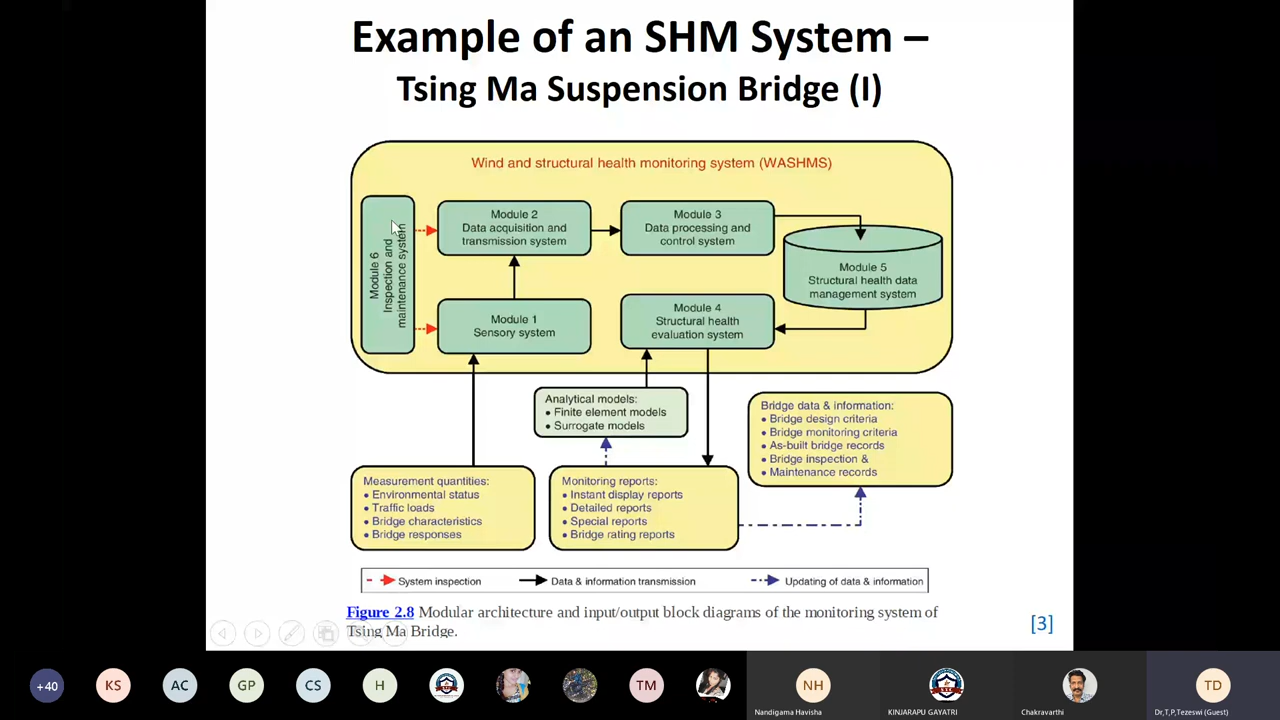 Example of an SHM System –
Tsing Ma Suspension Bridge (I)
Wind and structural health monitoring system (WASHMS)
Module 6
Inspection and
maintenance system
Module 2
Data acquisition and
transmission system
Module 3
Data processing and
control system
Module 5
Structural health data
management system
Module 1
Sensory system
Module 4
Structural health
evaluation system
Analytical models:
• Finite element models
• Surrogate models
Bridge data & information:
• Bridge design criteria
• Bridge monitoring criteria
• As-built bridge records
• Bridge inspection &
• Maintenance records
Measurement quantities:
• Environmental status
• Traffic loads
• Bridge characteristics
• Bridge responses
Monitoring reports:
• Instant display reports
• Detailed reports
• Special reports
• Bridge rating reports
System inspection
Data & information transmission
Updating of data & information
Figure 2.8 Modular architecture and input/output block diagrams of the monitoring system of
Tsing Ma Bridge.
[3]
+40
KS
AC
GP
CS
H
TM
NH
TD
Nandigama Havisha
KINJARAPU GAYATRI
Chakravarthi
Dr,T,P,Tezeswi (Guest)